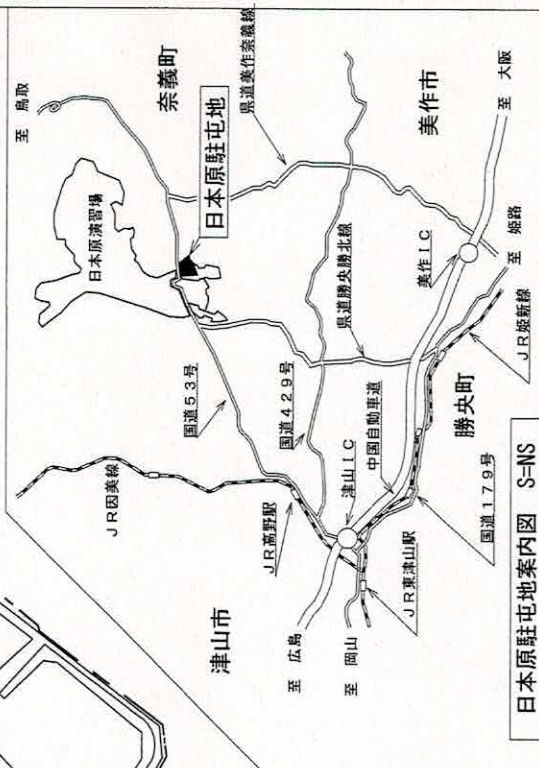 至 鳥取
奈義町
日本原演習場
日本原駐屯地
県道美作奈義線
美作市
至 大阪
国道53号
国道429号
県道勝央勝北線
美作IC
至 姫路
JR姫新線
JR因美線
JR高野駅
津山IC
中国自動車道
勝央町
国道179号
JR東津山駅
津山市
至 広島
至 岡山
日本原駐屯地案内図 S=NS